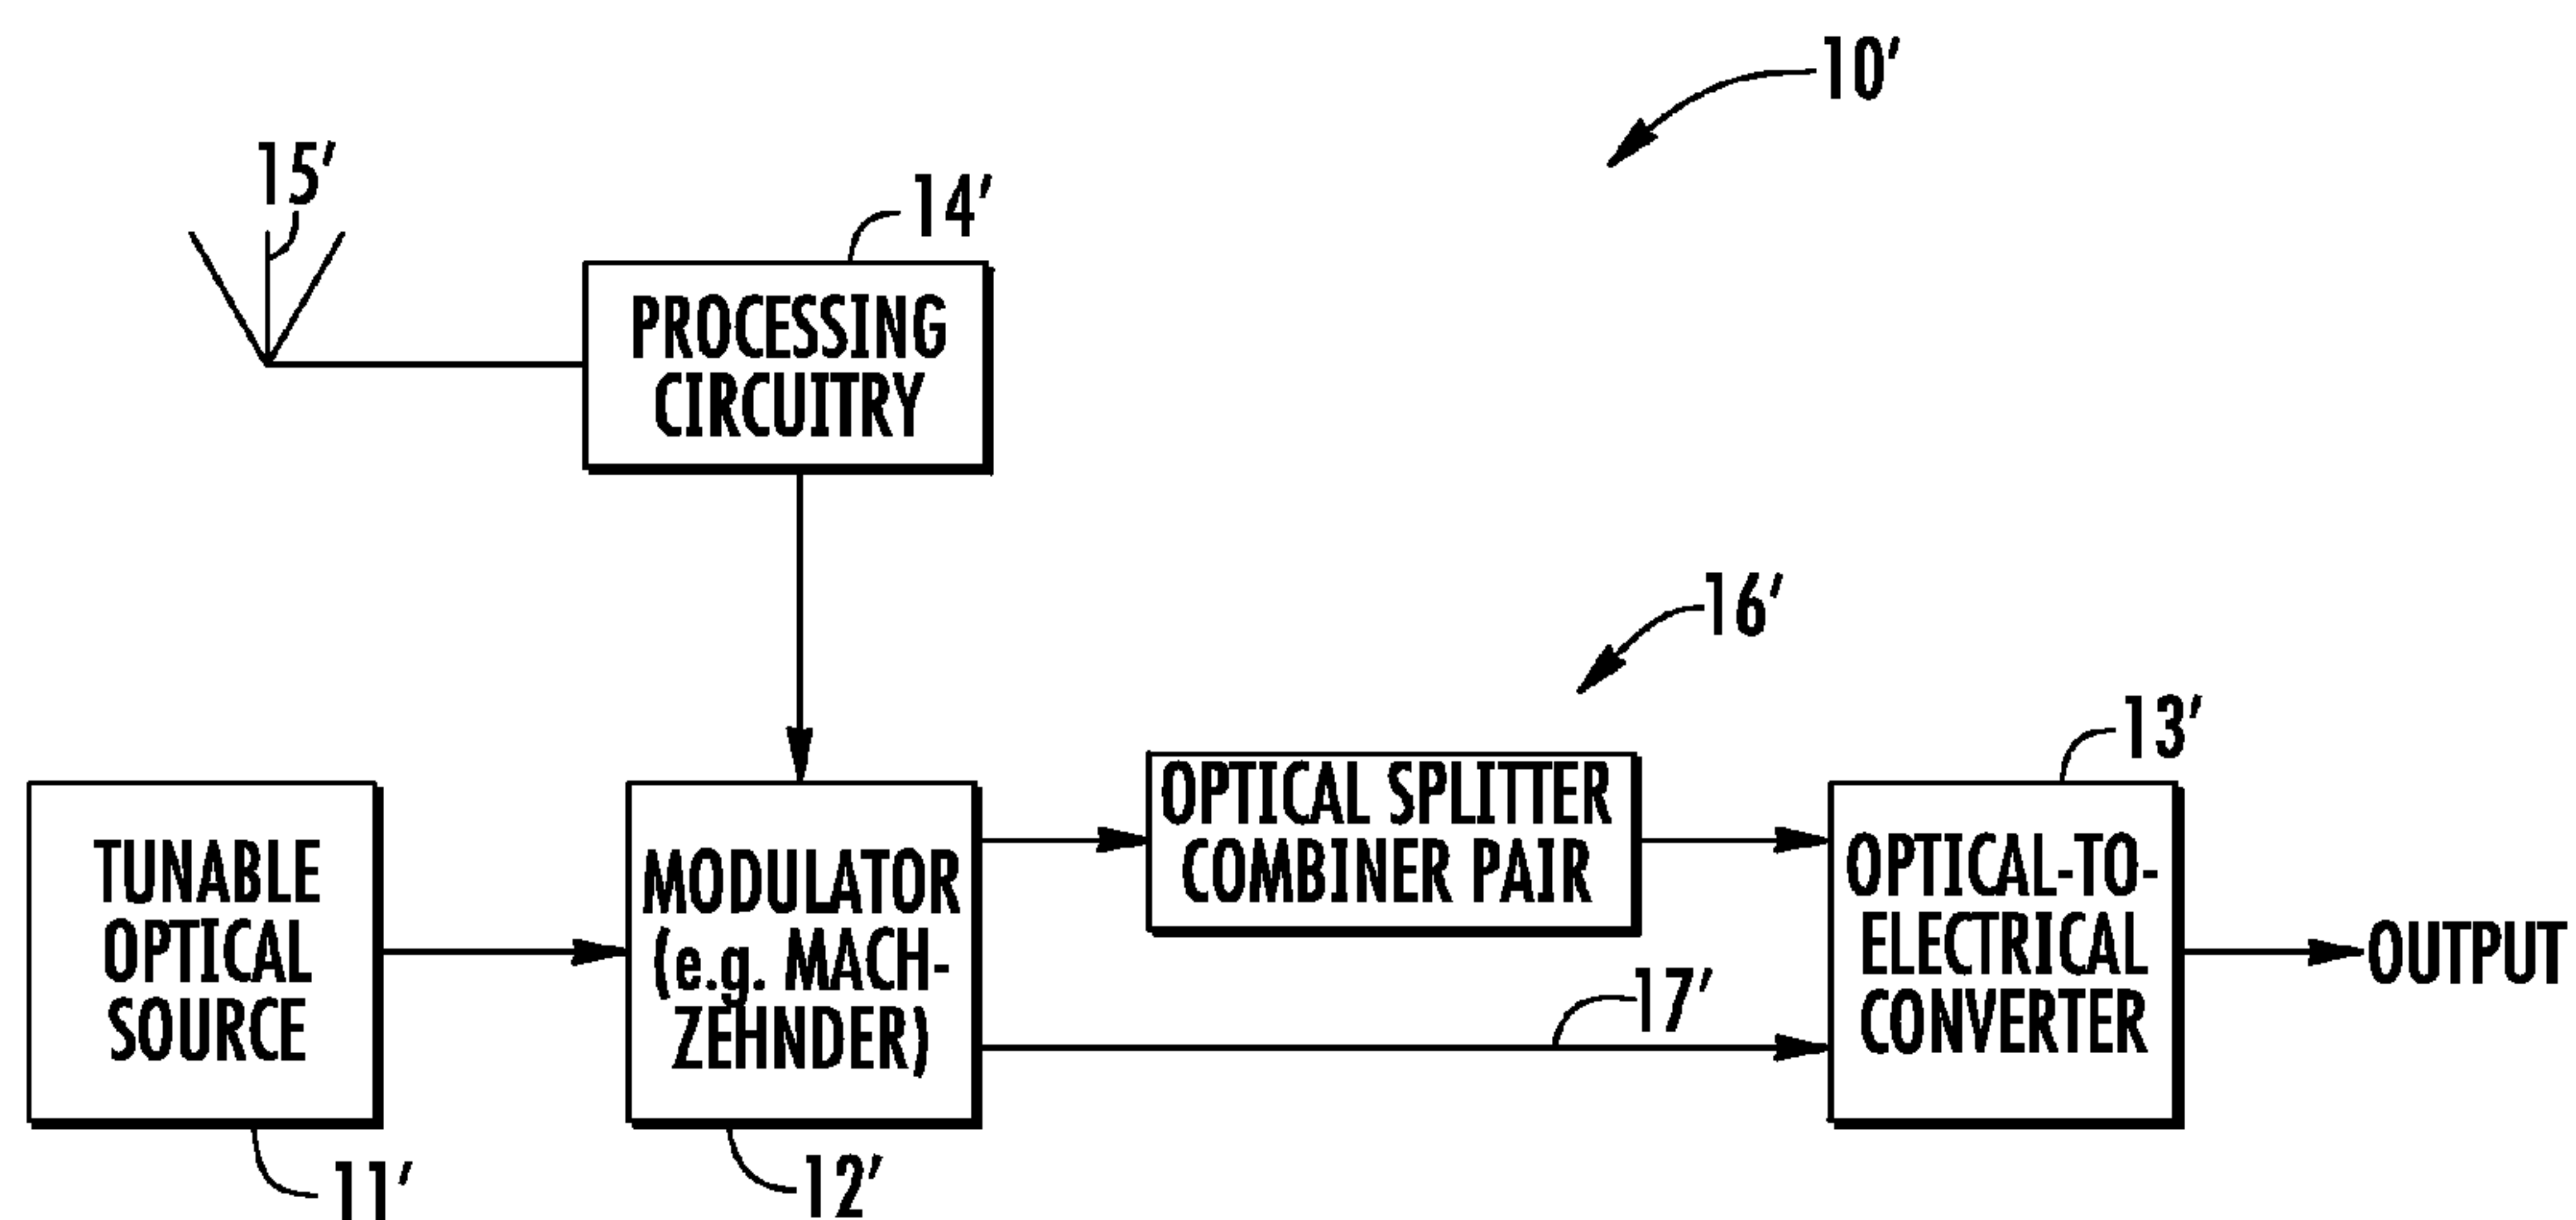 10'
15'
14'
PROCESSING
CIRCUITRY
16'
13'
OPTICAL SPLITTER
COMBINER PAIR
TUNABLE
OPTICAL
SOURCE
MODULATOR
(e.g. MACH-
ZEHNDER)
OPTICAL-TO-
ELECTRICAL
CONVERTER
OUTPUT
17'
11'
12'